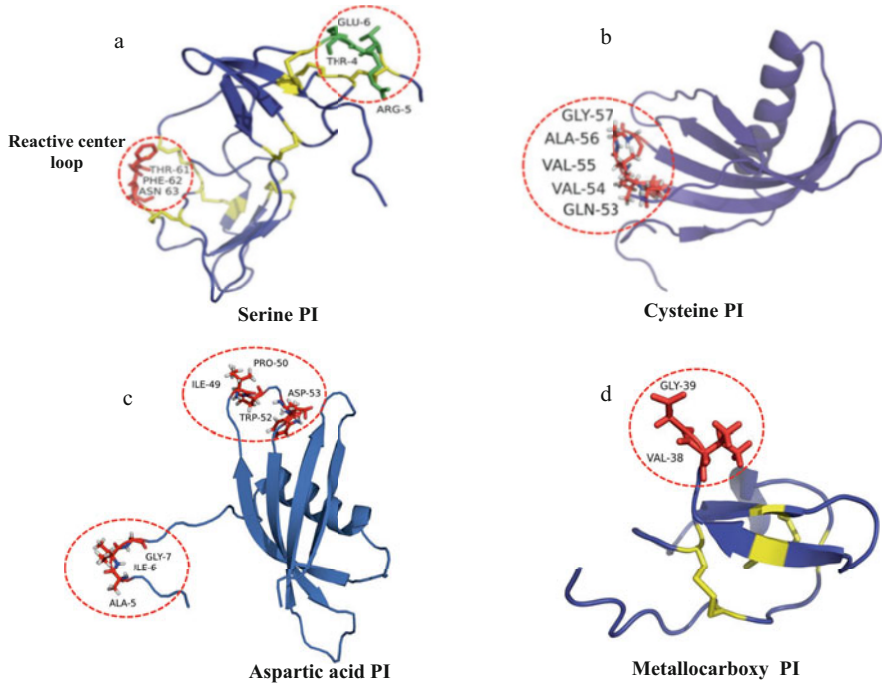 a
GLU-6
THR-4
ARG-5
Reactive center
loop
THR-61
PHE-62
ASN 63
Serine PI
b
GLY-57
ALA-56
VAL-55
VAL-54
GLN-53
Cysteine PI
c
PRO-50
ILE-49
ASP-53
TRP-52
GLY-7
ILE-6
ALA-5
Aspartic acid PI
d
GLY-39
VAL-38
Metallocarboxy PI